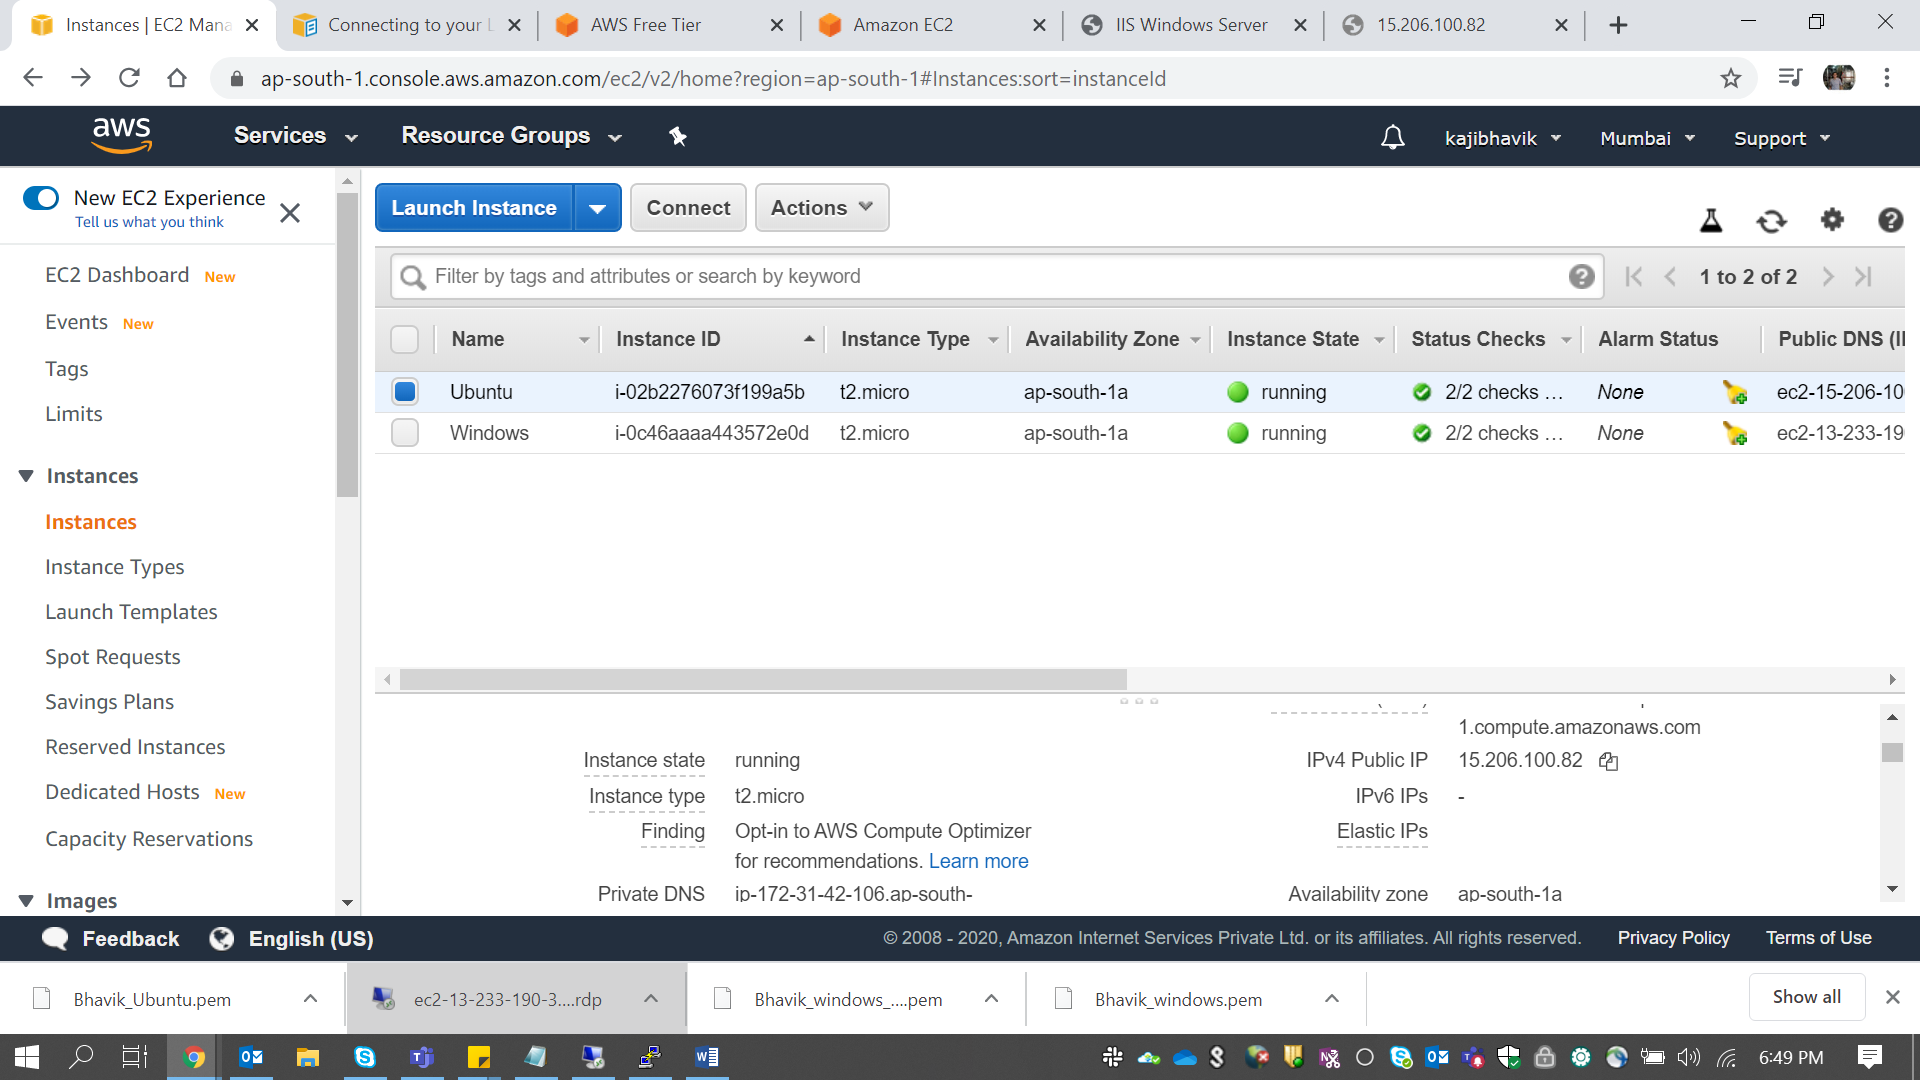 Instances | EC2 Mana
Connecting to your L
AWS Free Tier
Amazon EC2
IIS Windows Server
15.206.100.82
ap-south-1.console.aws.amazon.com/ec2/v2/home?region=ap-south-1#Instances:sort=instanceId
aws
Services
Resource Groups
kajibhavik
Mumbai
Support
New EC2 Experience
Tell us what you think
EC2 Dashboard New
Events New
Tags
Limits
Instances
Instances
Instance Types
Launch Templates
Spot Requests
Savings Plans
Reserved Instances
Dedicated Hosts New
Capacity Reservations
Images
Launch Instance
Connect
Actions
Filter by tags and attributes or search by keyword
1 to 2 of 2
Name Instance ID Instance Type Availability Zone Instance State Status Checks Alarm Status Public DNS (I
Ubuntu i-02b2276073f199a5b t2.micro ap-south-1a running 2/2 checks ... None ec2-15-206-10
Windows i-0c46aaaa443572e0d t2.micro ap-south-1a running 2/2 checks ... None ec2-13-233-19
1.compute.amazonaws.com
Instance state running IPv4 Public IP 15.206.100.82
Instance type t2.micro IPv6 IPs -
Finding Opt-in to AWS Compute Optimizer Elastic IPs
for recommendations. Learn more
Private DNS ip-172-31-42-106.ap-south- Availability zone ap-south-1a
Feedback
English (US)
© 2008 - 2020, Amazon Internet Services Private Ltd. or its affiliates. All rights reserved.
Privacy Policy
Terms of Use
Bhavik_Ubuntu.pem
ec2-13-233-190-3....rdp
Bhavik_windows_....pem
Bhavik_windows.pem
Show all
6:49 PM